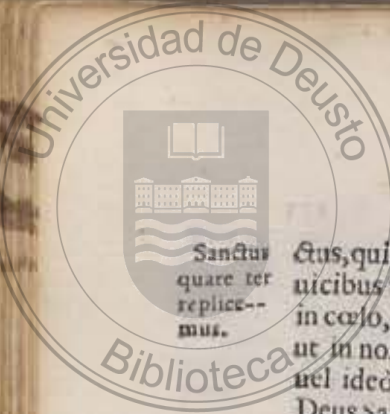 Universidad de Deusto
Biblioteca
Sanctus
quare ter
replice--
mus.
ctus, qui
uicibus
in cœlo,
ut in no
uel ideo
Deus Sa